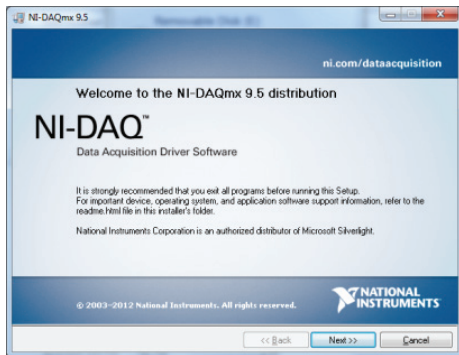 NI-DAQmx 9.5
Removable Disk (E)
ni.com/dataacquisition
Welcome to the NI-DAQmx 9.5 distribution
NI-DAQ™
Data Acquisition Driver Software
It is strongly recommended that you exit all programs before running this Setup.
For important device, operating system, and application software support information, refer to the
readme.html file in this installer's folder.
National Instruments Corporation is an authorized distributor of Microsoft Silverlight.
© 2003–2012 National Instruments. All rights reserved.
NATIONAL
INSTRUMENTS
<< Back Next >> Cancel